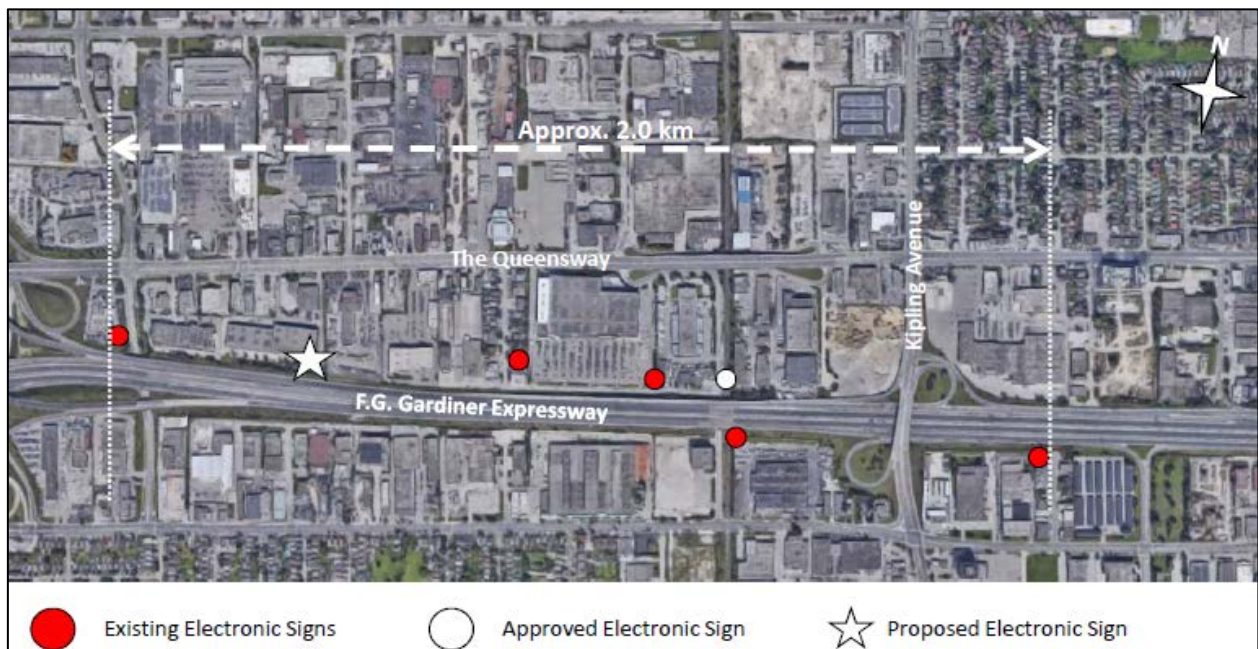 N
Approx. 2.0 km
The Queensway
Kipling Avenue
F.G. Gardiner Expressway
Existing Electronic Signs
Approved Electronic Sign
Proposed Electronic Sign